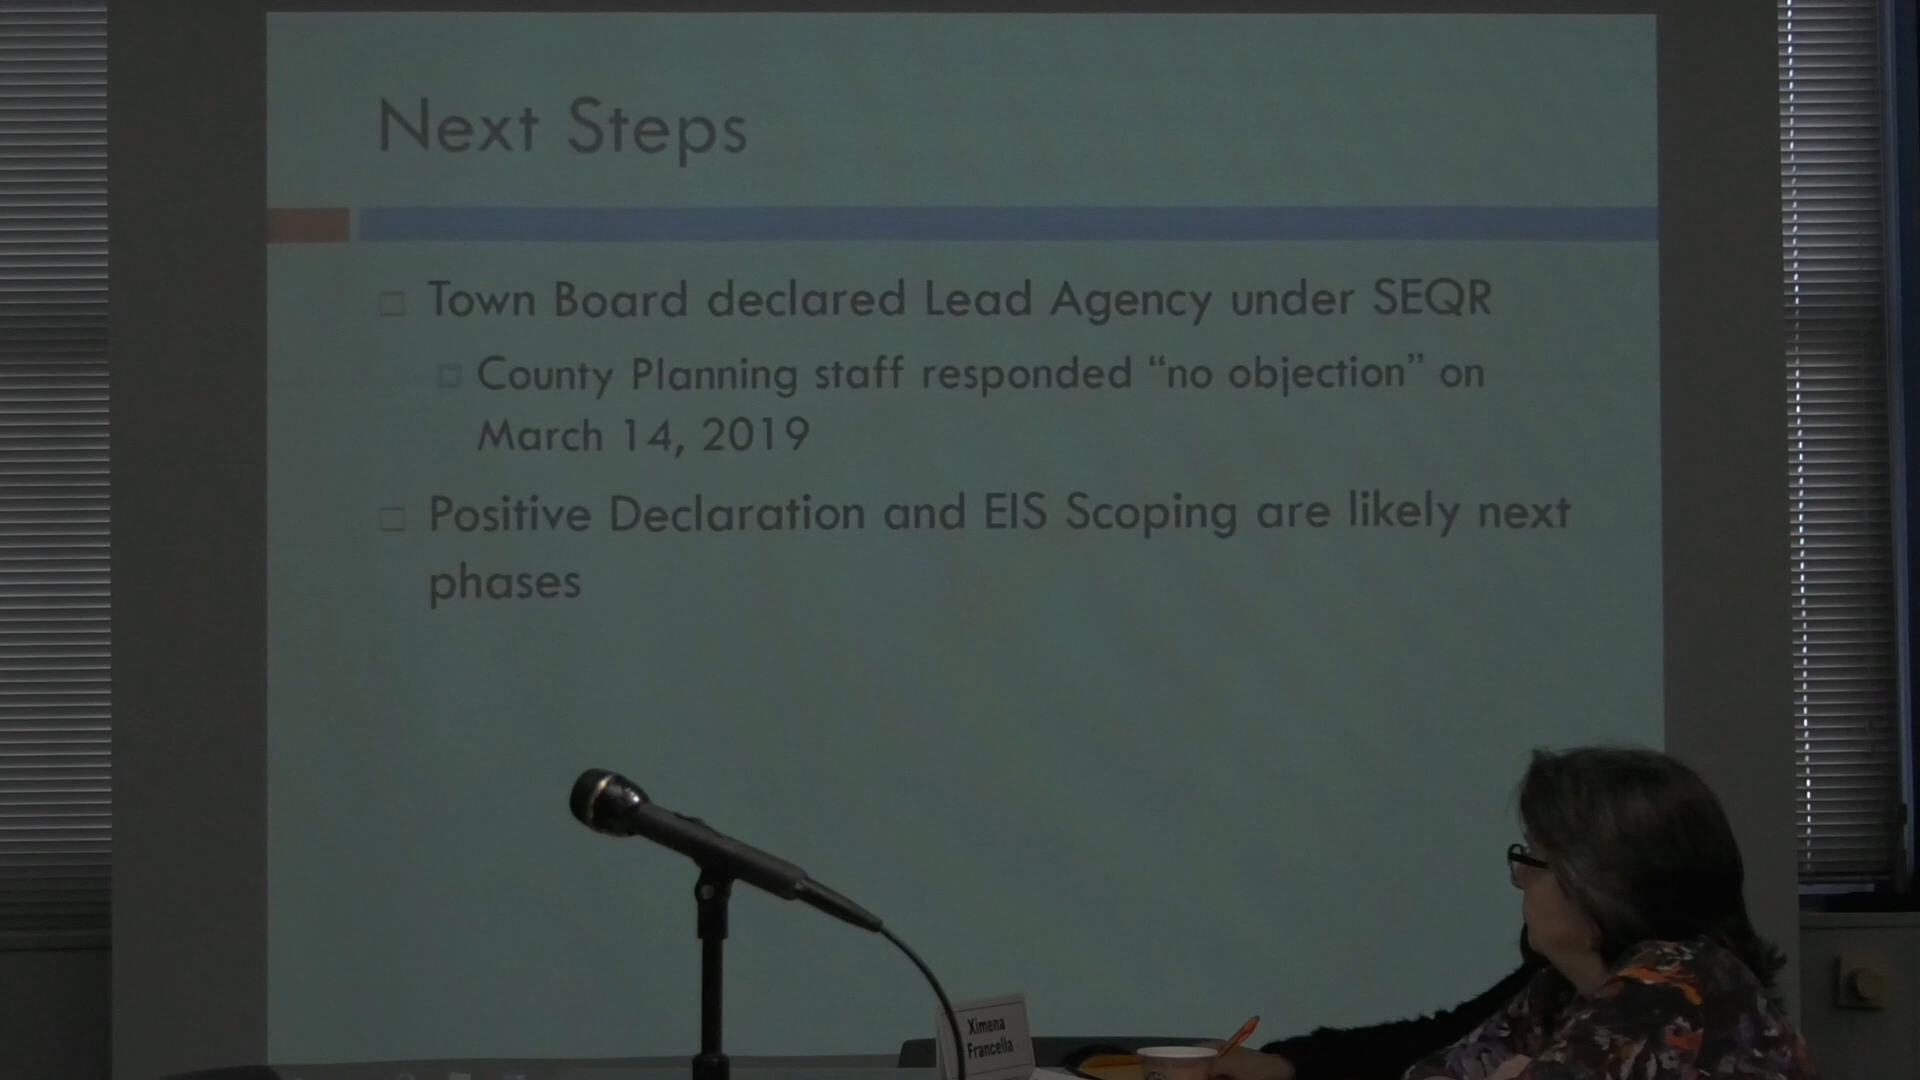 Next Steps
Town Board declared Lead Agency under SEQR
County Planning staff responded “no objection” on
March 14, 2019
Positive Declaration and EIS Scoping are likely next
phases
Ximena
Francella